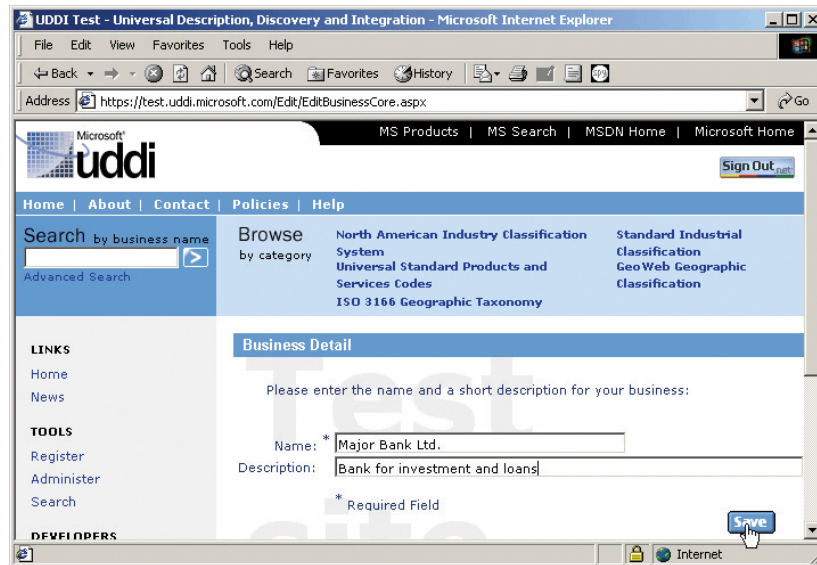 UDDI Test - Universal Description, Discovery and Integration - Microsoft Internet Explorer
File Edit View Favorites Tools Help
Back Search Favorites History
Address https://test.uddi.microsoft.com/Edit/EditBusinessCore.aspx Go
MS Products | MS Search | MSDN Home | Microsoft Home
Microsoft
uddi
Sign Out .net
Home | About | Contact | Policies | Help
Search by business name
Advanced Search
Browse
by category
North American Industry Classification
System
Universal Standard Products and
Services Codes
ISO 3166 Geographic Taxonomy
Standard Industrial
Classification
GeoWeb Geographic
Classification
LINKS
Home
News
TOOLS
Register
Administer
Search
DEVELOPERS
Business Detail
Test
site
Please enter the name and a short description for your business:
Name: * Major Bank Ltd.
Description: Bank for investment and loans
* Required Field
Save
Internet